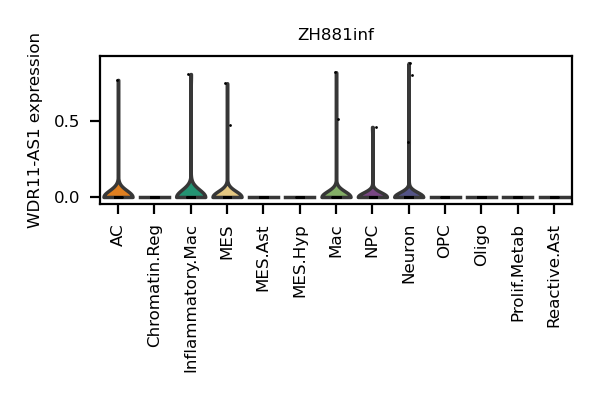 ZH881inf
WDR11-AS1 expression
0.5
0.0
AC
Chromatin.Reg
Inflammatory.Mac
MES
MES.Ast
MES.Hyp
Mac
NPC
Neuron
OPC
Oligo
Prolif.Metab
Reactive.Ast